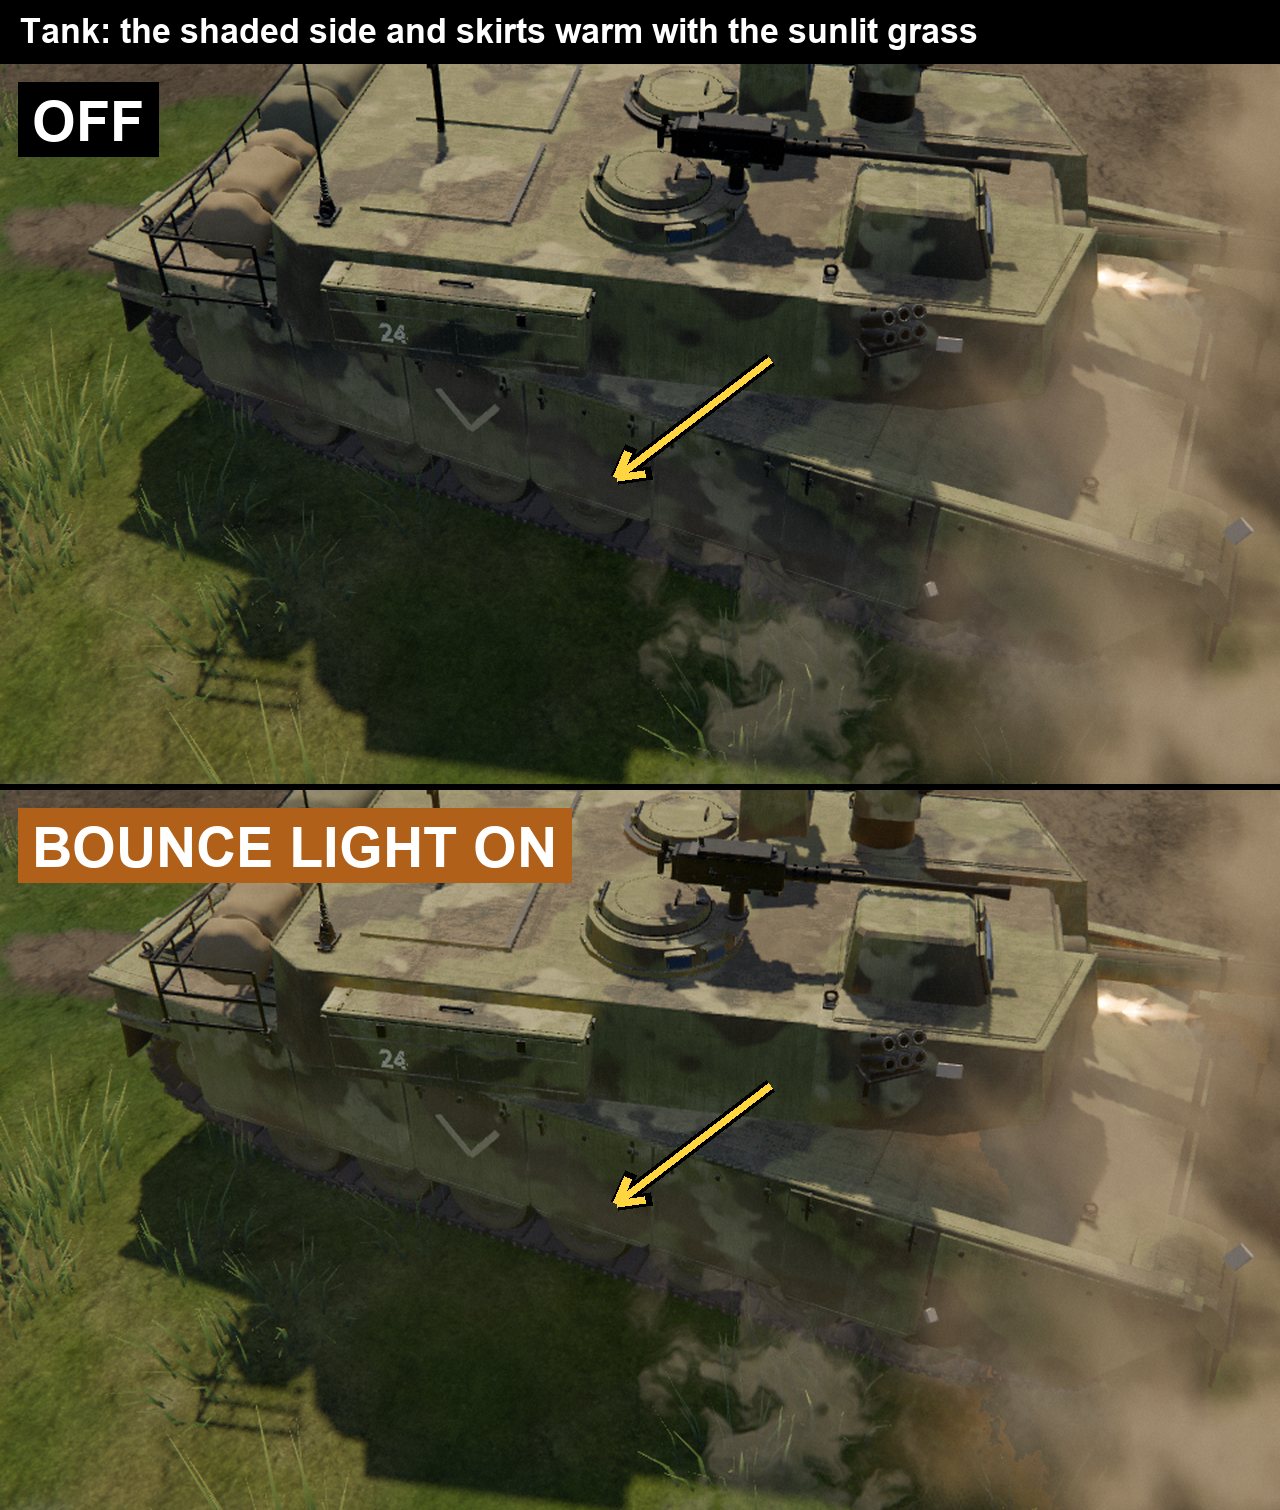 Tank: the shaded side and skirts warm with the sunlit grass
OFF
24
BOUNCE LIGHT ON
24